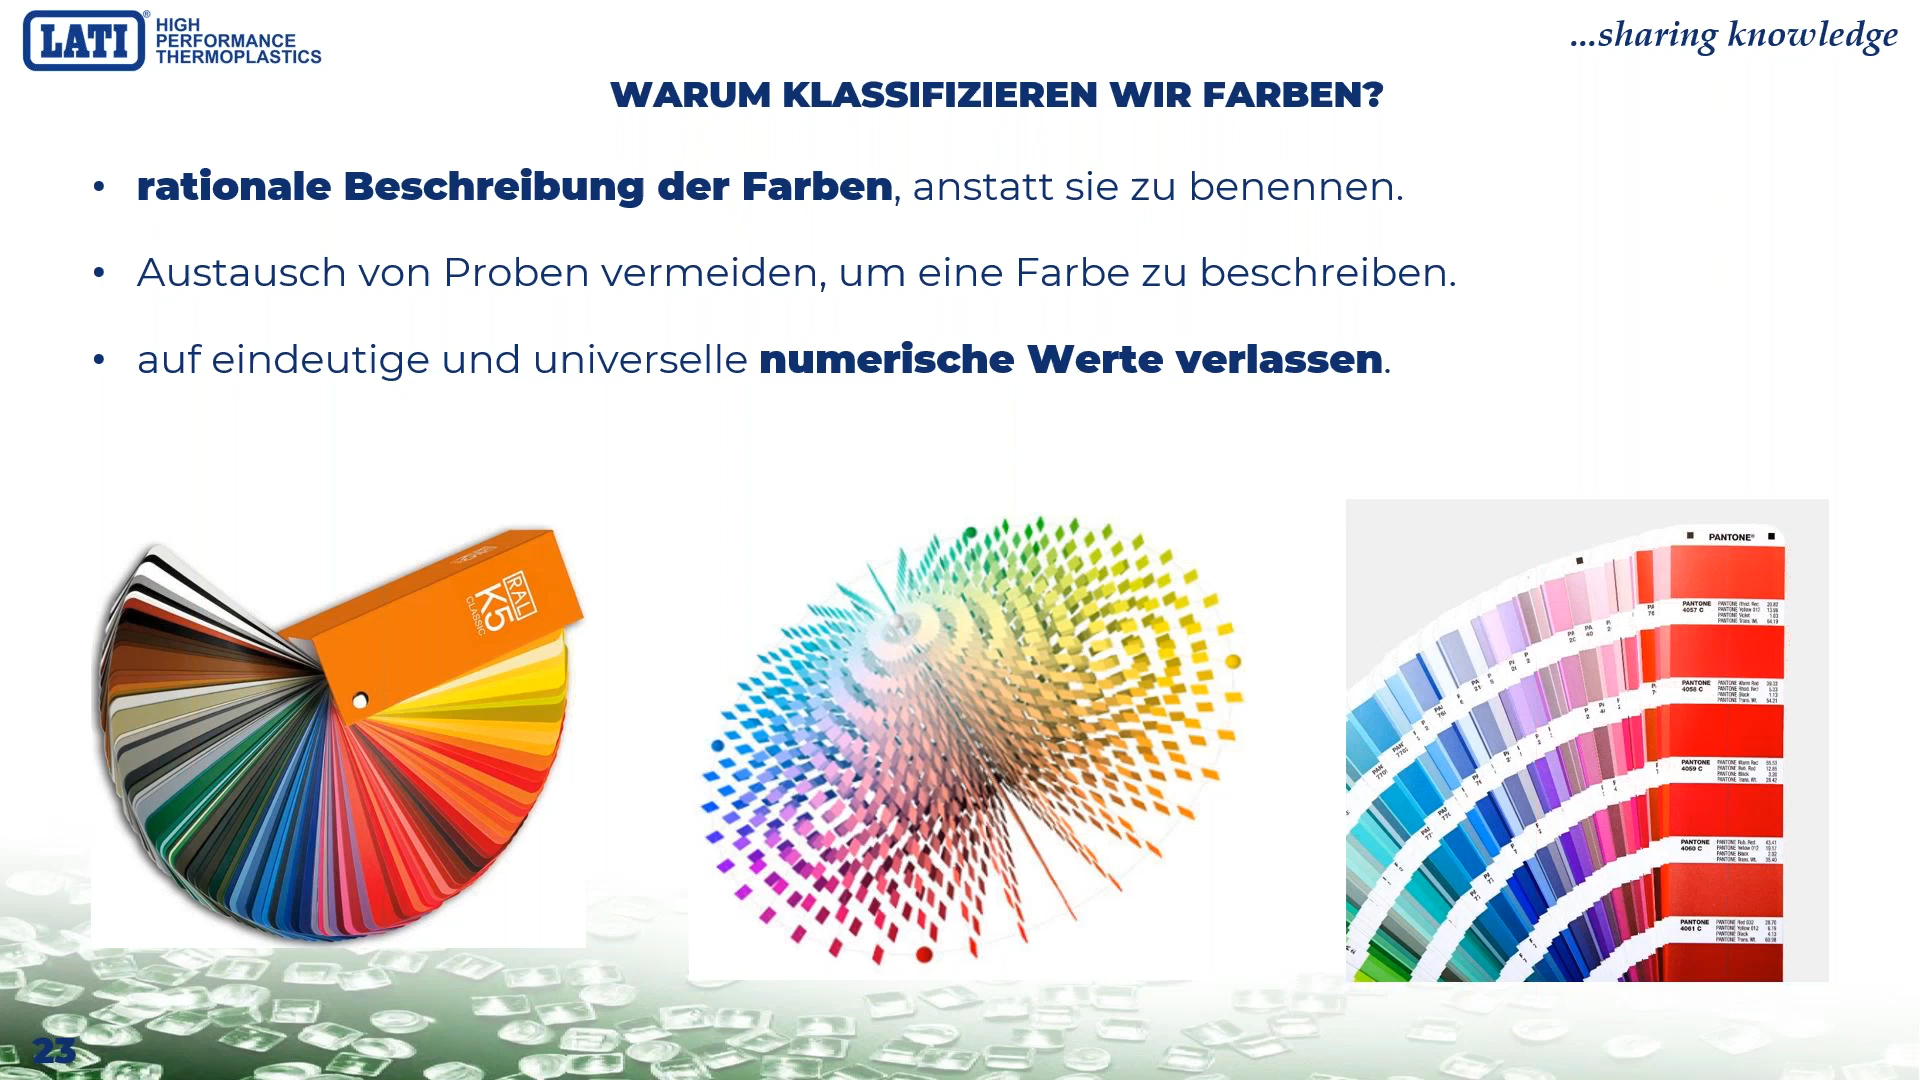 LATI®
HIGH
PERFORMANCE
THERMOPLASTICS
...sharing knowledge
WARUM KLASSIFIZIEREN WIR FARBEN?
• rationale Beschreibung der Farben, anstatt sie zu benennen.
• Austausch von Proben vermeiden, um eine Farbe zu beschreiben.
• auf eindeutige und universelle numerische Werte verlassen.
RAL
K5
CLASSIC
PANTONE®
PANTONE
4057 C
PANTONE
4058 C
PANTONE
4059 C
PANTONE
4060 C
PANTONE
4061 C
23